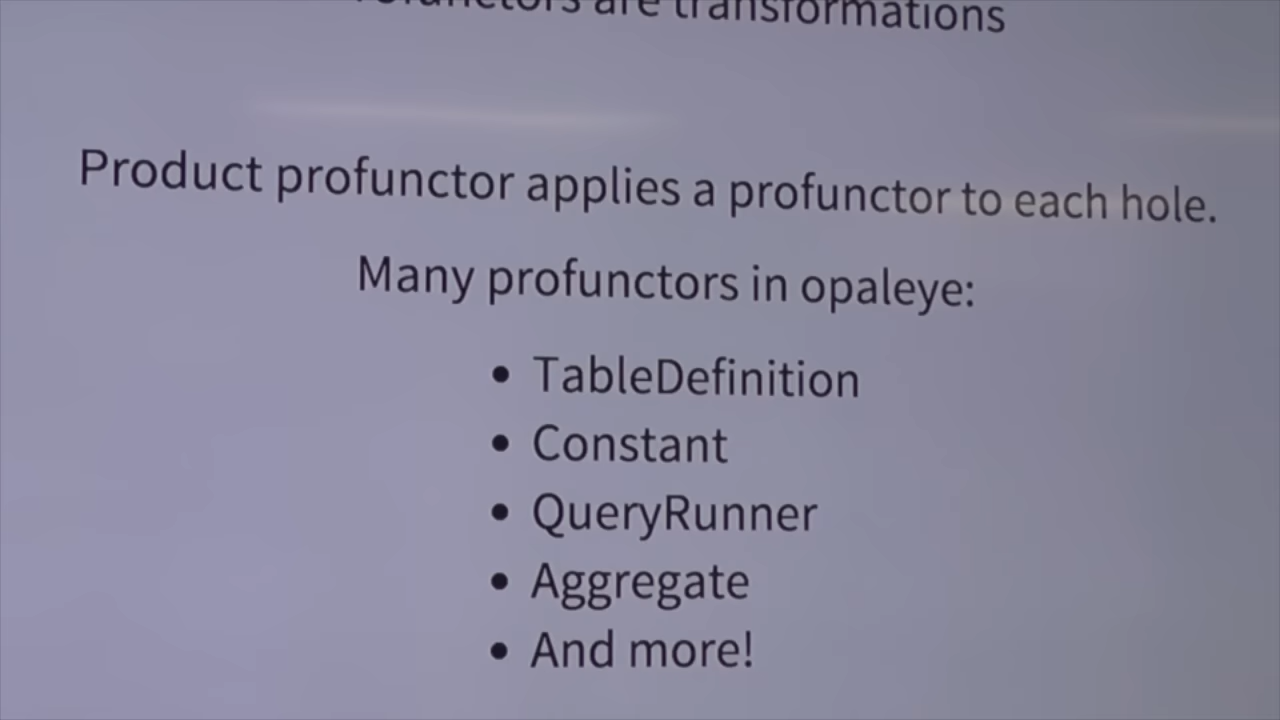 are transformations
Product profunctor applies a profunctor to each hole.
Many profunctors in opaleye:
• TableDefinition
• Constant
• QueryRunner
• Aggregate
• And more!